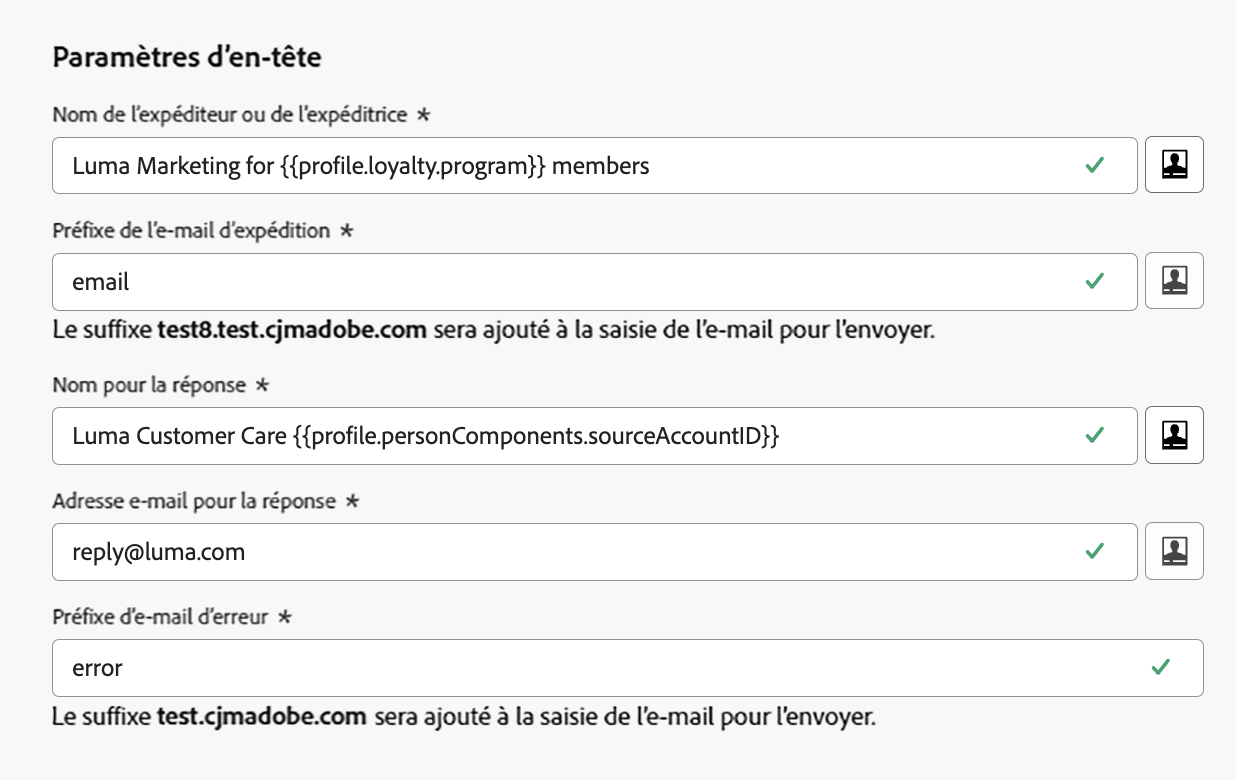 Paramètres d’en-tête
Nom de l’expéditeur ou de l’expéditrice *
Luma Marketing for {{profile.loyalty.program}} members
Préfixe de l’e-mail d’expédition *
email
Le suffixe test8.test.cjmadobe.com sera ajouté à la saisie de l’e-mail pour l’envoyer.
Nom pour la réponse *
Luma Customer Care {{profile.personComponents.sourceAccountID}}
Adresse e-mail pour la réponse *
reply@luma.com
Préfixe d’e-mail d’erreur *
error
Le suffixe test.cjmadobe.com sera ajouté à la saisie de l’e-mail pour l’envoyer.